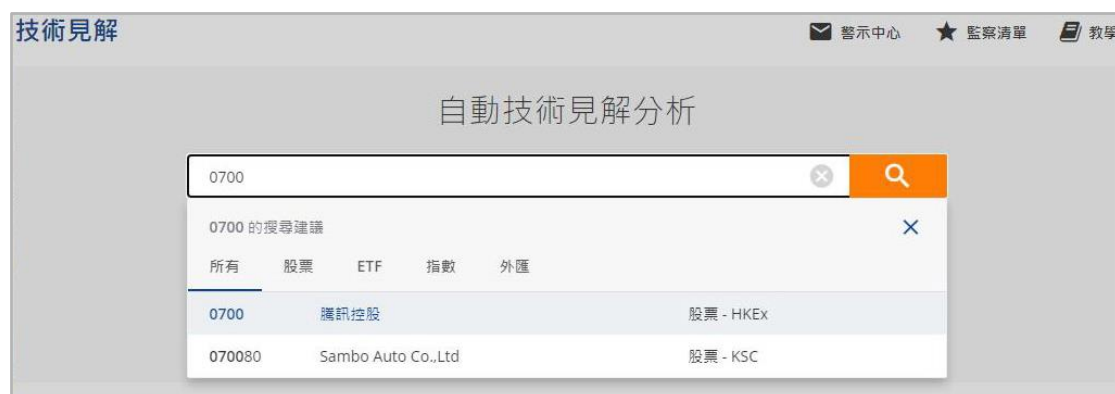 技術見解
警示中心 監察清單 教學
自動技術見解分析
0700
0700 的搜尋建議
所有 股票 ETF 指數 外匯
0700 騰訊控股 股票 - HKEx
070080 Sambo Auto Co.,Ltd 股票 - KSC